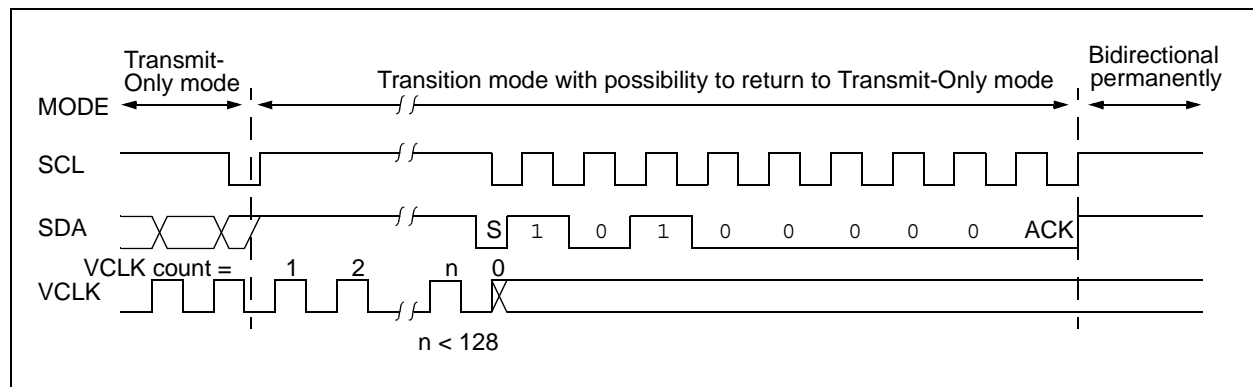 Transmit-
Only mode
Transition mode with possibility to return to Transmit-Only mode
Bidirectional
permanently
MODE
SCL
SDA
S 1 0 1 0 0 0 0 0 ACK
VCLK count = 1 2 n 0
VCLK
n < 128